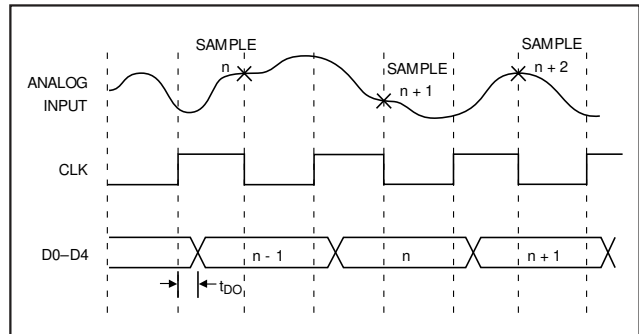 SAMPLE
n
SAMPLE
n + 1
SAMPLE
n + 2
ANALOG
INPUT
CLK
D0–D4
n - 1
n
n + 1
tDO